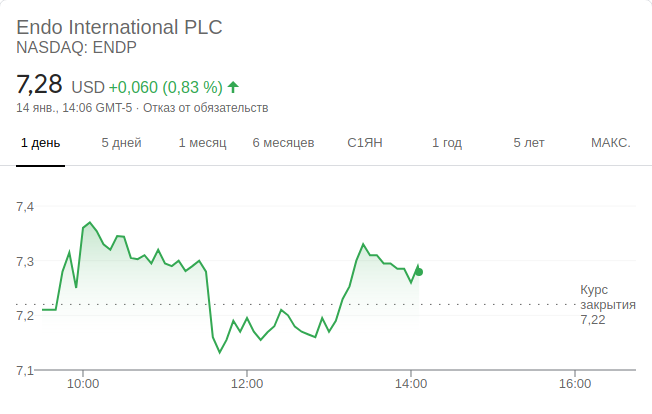 Endo International PLC
NASDAQ: ENDP
7,28 USD +0,060 (0,83 %)
14 янв., 14:06 GMT-5 · Отказ от обязательств
1 день 5 дней 1 месяц 6 месяцев С1ЯН 1 год 5 лет МАКС.
7,4
7,3
7,2
7,1
Курс
закрытия
7,22
10:00 12:00 14:00 16:00